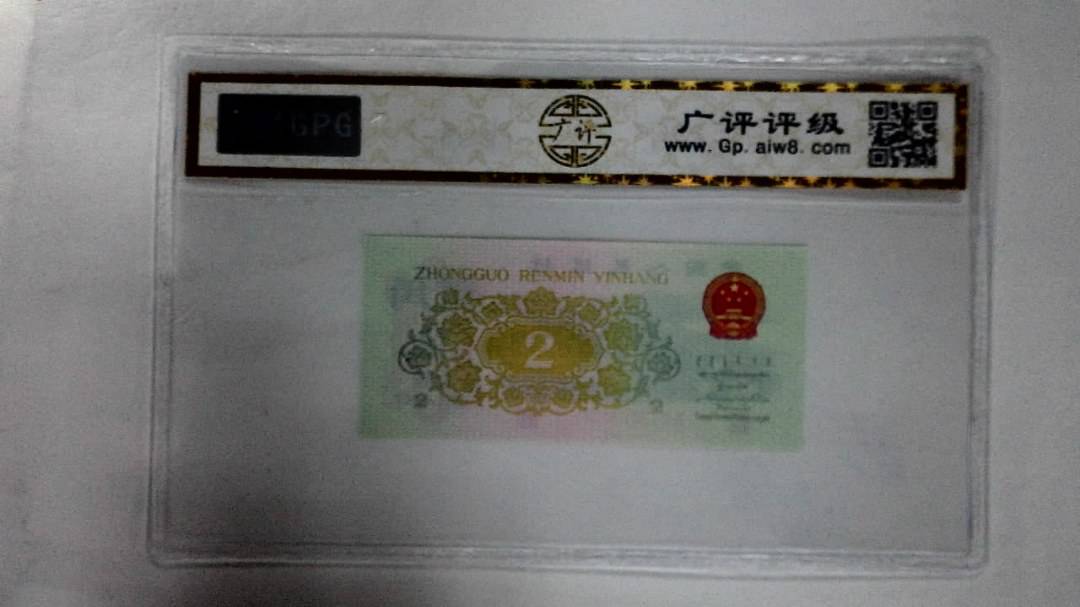 GPG
广评
广评评级
www. Gp. aiw8. com
ZHONGGUO RENMIN YINHANG
2
2
2